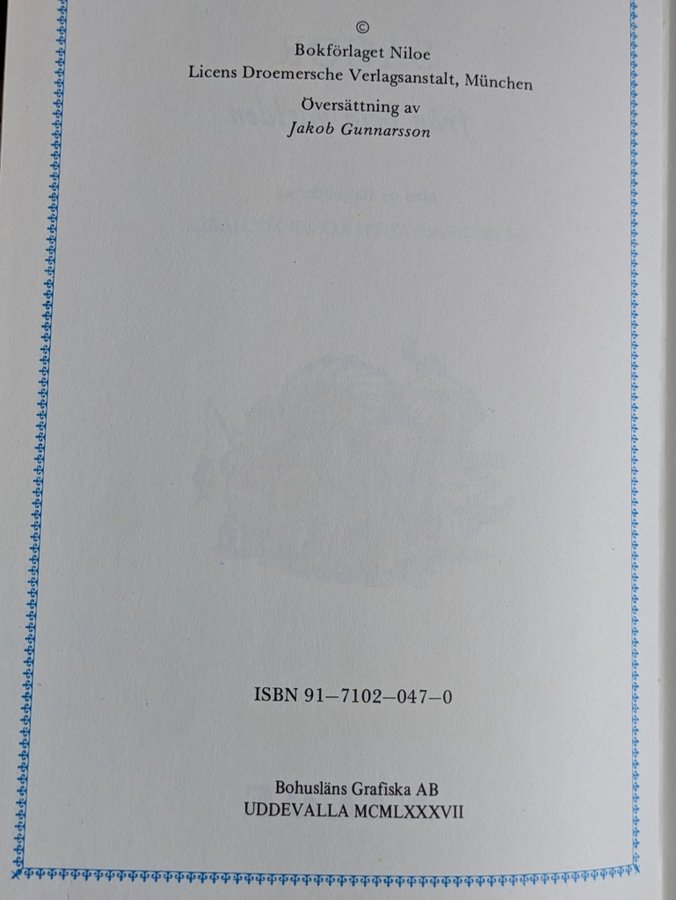 ©
Bokförlaget Niloe
Licens Droemersche Verlagsanstalt, München
Översättning av
Jakob Gunnarsson
ISBN 91—7102—047—0
Bohusläns Grafiska AB
UDDEVALLA MCMLXXXVII